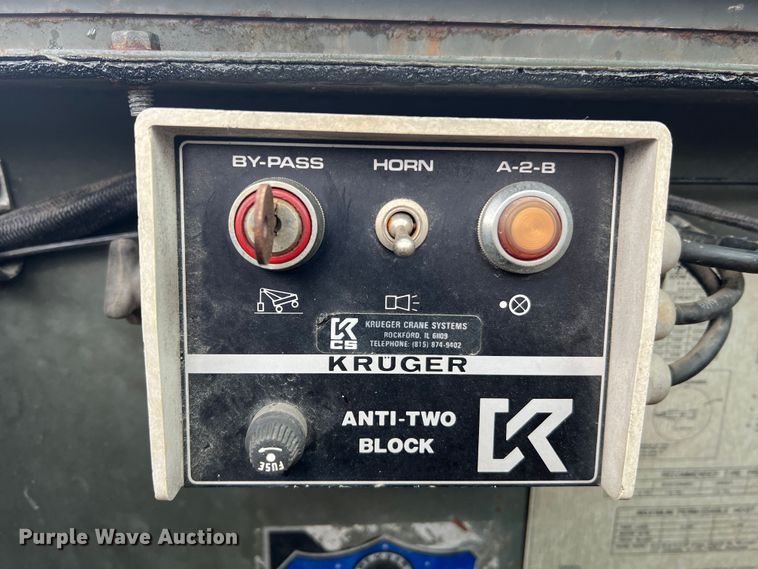 BY-PASS HORN A-2-B
KCS
KRUEGER CRANE SYSTEMS
ROCKFORD, IL 61109
TELEPHONE: (815) 874-9402
KRÜGER
ANTI-TWO
BLOCK
FUSE
Purple Wave Auction